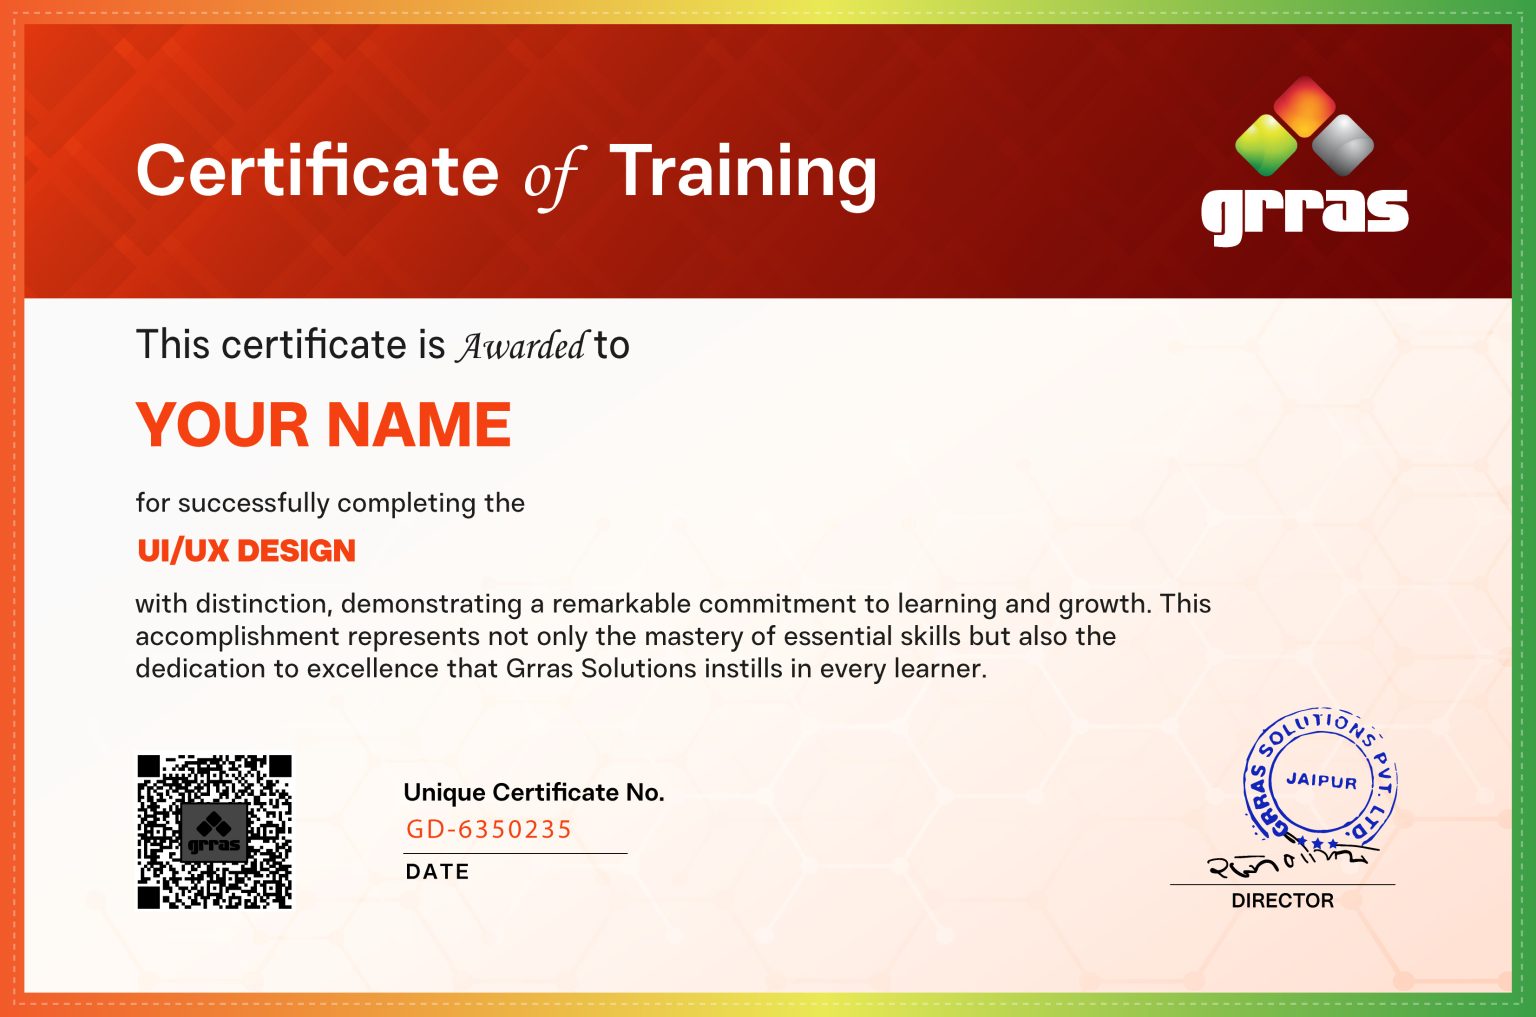 Certificate of Training
grras
This certificate is Awarded to
YOUR NAME
for successfully completing the
UI/UX DESIGN
with distinction, demonstrating a remarkable commitment to learning and growth. This
accomplishment represents not only the mastery of essential skills but also the
dedication to excellence that Grras Solutions instills in every learner.
grras
Unique Certificate No.
GD-6350235
DATE
GRRAS SOLUTIONS PVT. LTD.
JAIPUR
DIRECTOR